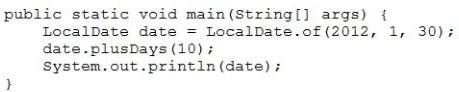 public static void main(String[] args) {
    LocalDate date = LocalDate.of(2012, 1, 30);
    date.plusDays(10);
    System.out.println(date);
}